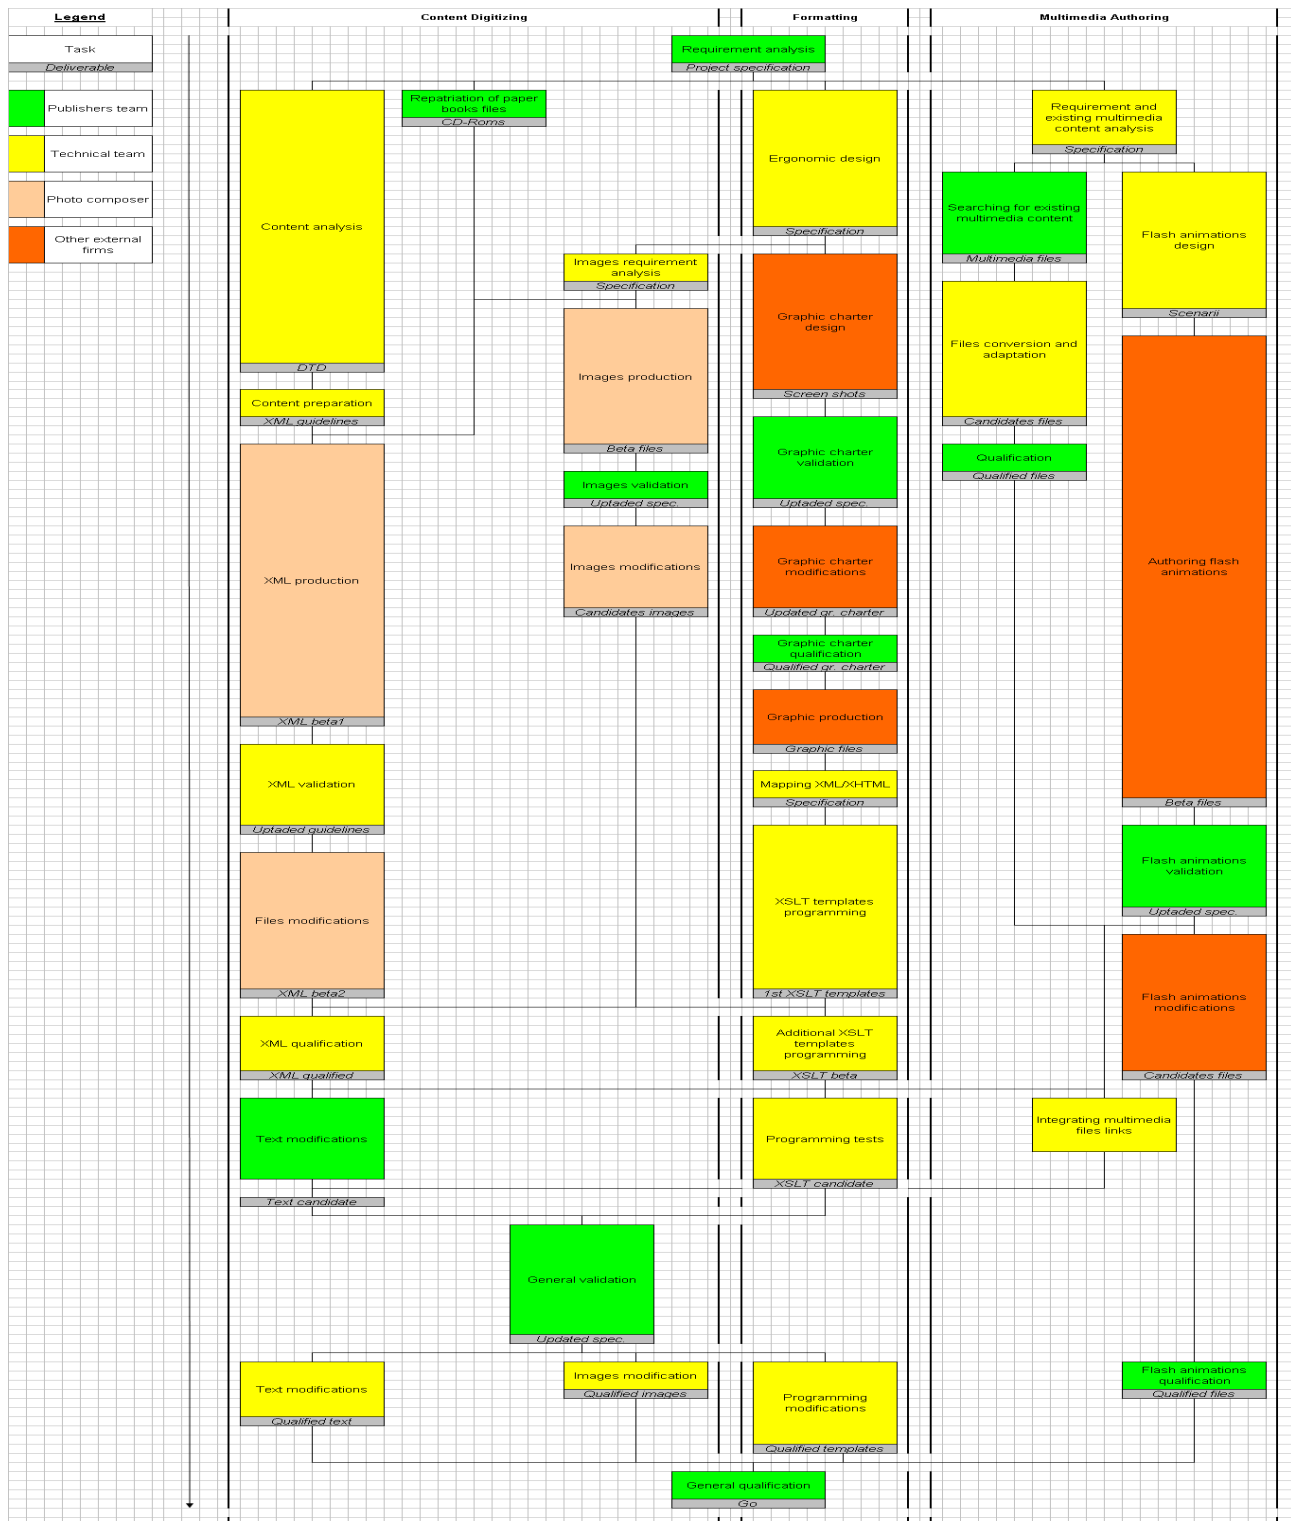 Legend
Content Digitizing
Formatting
Multimedia Authoring
Task
Deliverable
Publishers team
Technical team
Photo composer
Other external
firms
Requirement analysis
Project specification
Content analysis
DTD
Repatriation of paper
books files
CD-Roms
Ergonomic design
Specification
Requirement and
existing multimedia
content analysis
Specification
Searching for existing
multimedia content
Multimedia files
Flash animations
design
Scenarii
Images requirement
analysis
Specification
Graphic charter
design
Screen shots
Files conversion and
adaptation
Candidates files
Images production
Beta files
Content preparation
XML guidelines
Graphic charter
validation
Uptaded spec.
Qualification
Qualified files
Authoring flash
animations
Beta files
XML production
XML beta1
Images validation
Uptaded spec.
Images modifications
Candidates images
Graphic charter
modifications
Updated gr. charter
Graphic charter
qualification
Qualified gr. charter
Graphic production
Graphic files
XML validation
Uptaded guidelines
Mapping XML/XHTML
Specification
XSLT templates
programming
1st XSLT templates
Flash animations
validation
Uptaded spec.
Files modifications
XML beta2
Flash animations
modifications
Candidates files
XML qualification
XML qualified
Additional XSLT
templates
programming
XSLT beta
Text modifications
Text candidate
Programming tests
XSLT candidate
Integrating multimedia
files links
General validation
Updated spec.
Text modifications
Qualified text
Images modification
Qualified images
Programming
modifications
Qualified templates
Flash animations
qualification
Qualified files
General qualification
Go